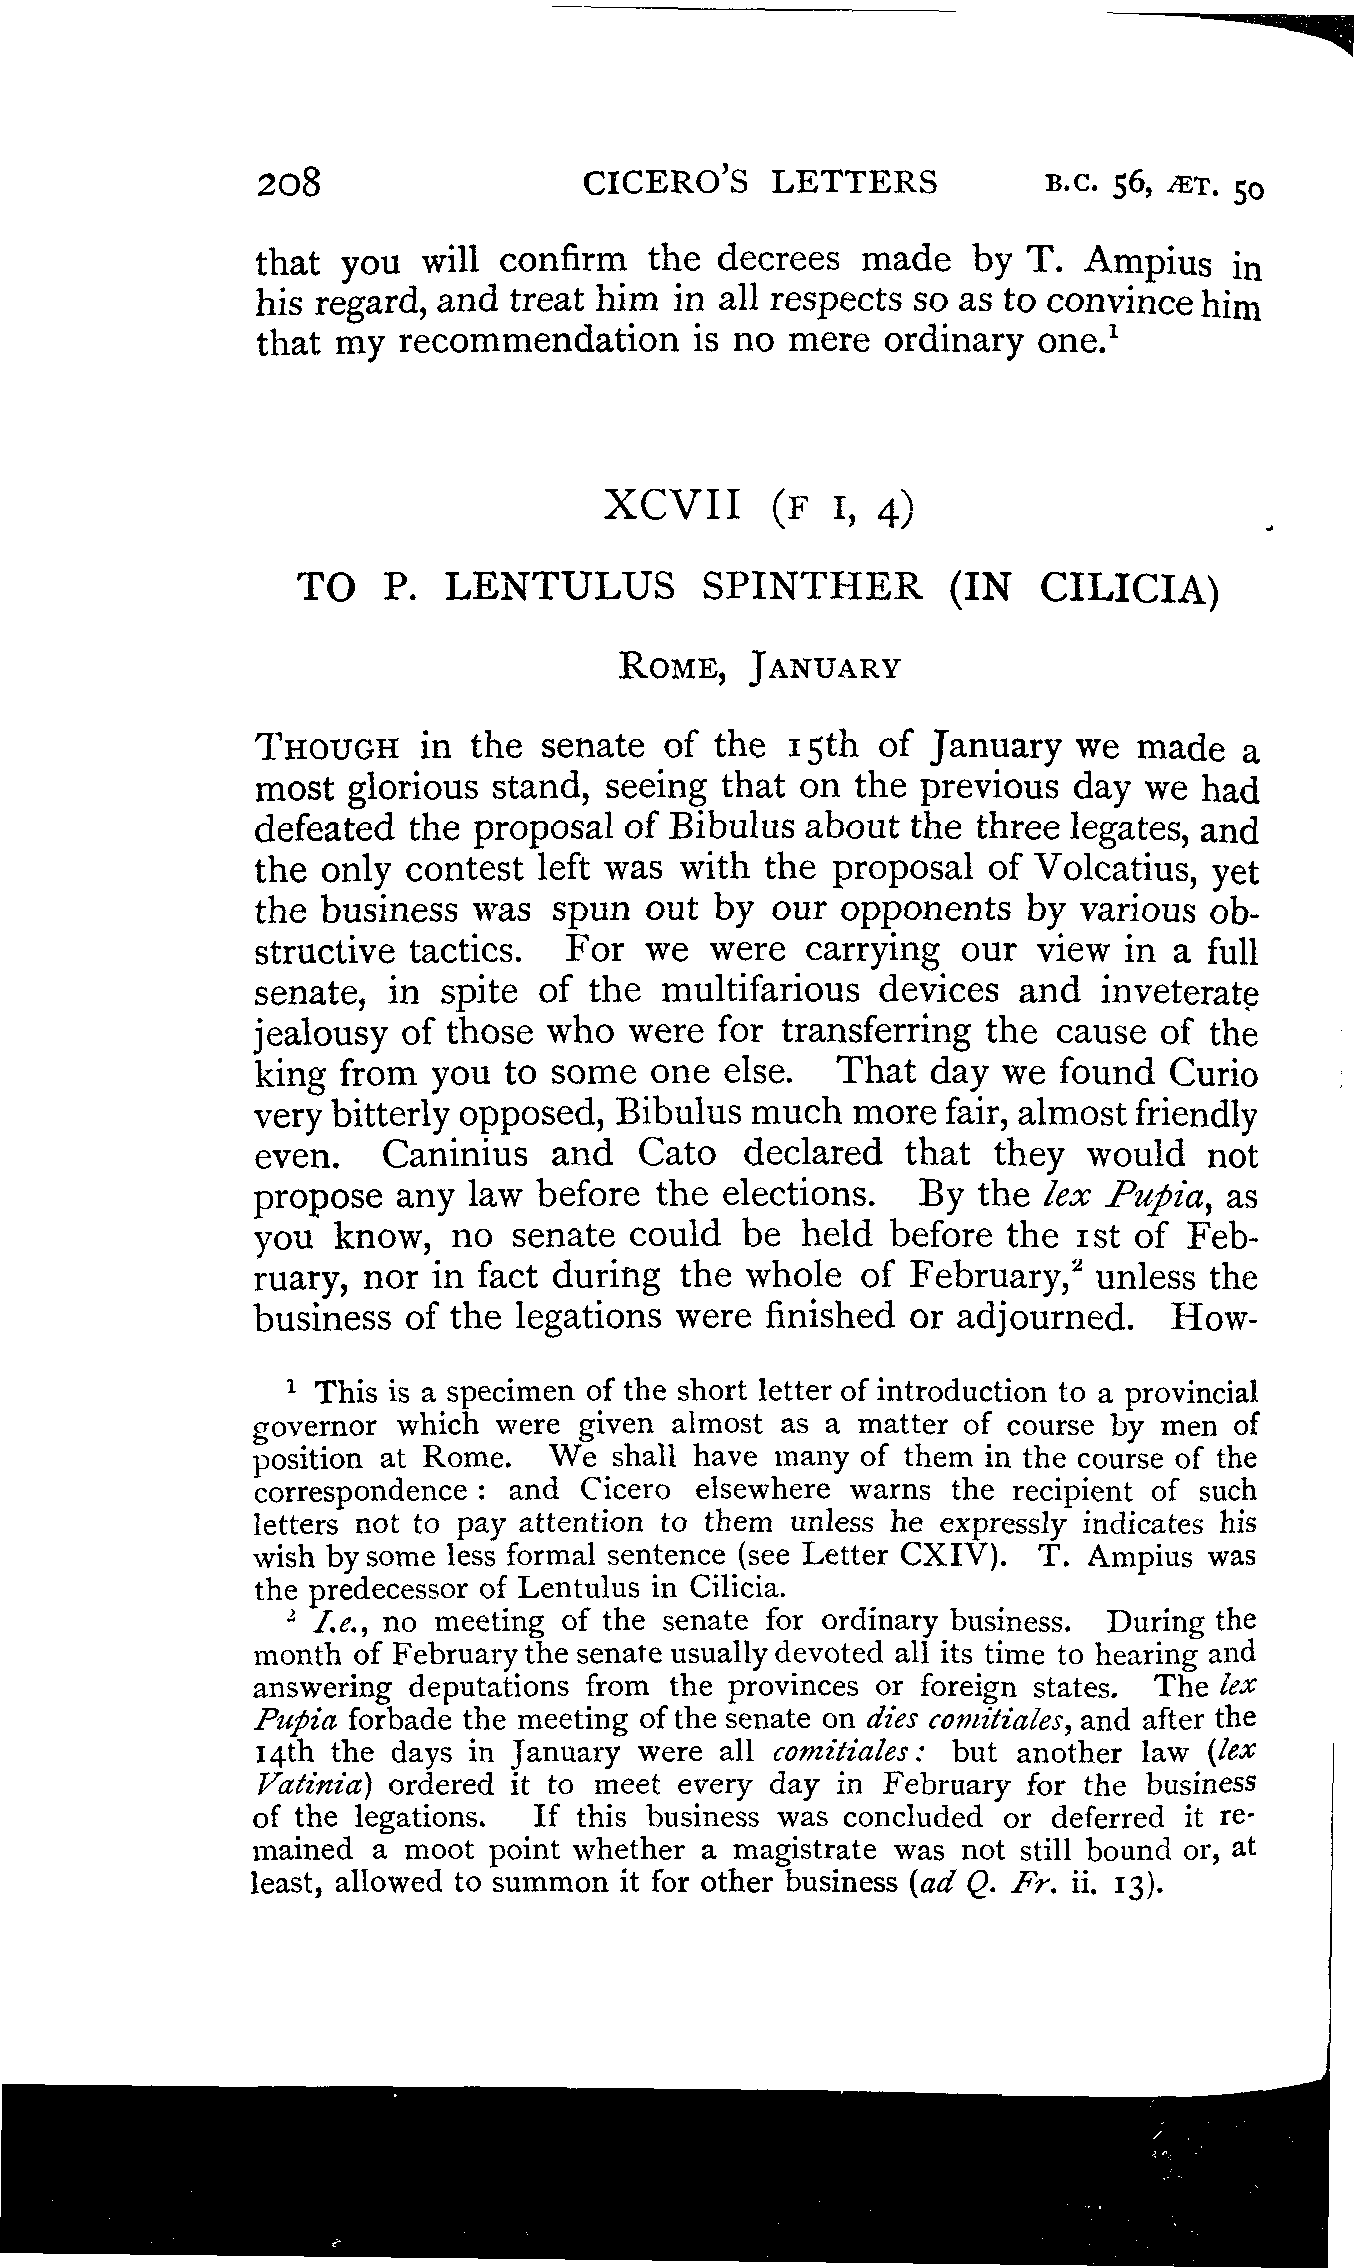 208 CICERO'S LETTERS B.C. 56, ÆT. 50
that you will confirm the decrees made by T. Ampius in
his regard, and treat him in all respects so as to convince him
that my recommendation is no mere ordinary one.¹
XCVII (F I, 4)
TO P. LENTULUS SPINTHER (IN CILICIA)
ROME, JANUARY
THOUGH in the senate of the 15th of January we made a
most glorious stand, seeing that on the previous day we had
defeated the proposal of Bibulus about the three legates, and
the only contest left was with the proposal of Volcatius, yet
the business was spun out by our opponents by various ob-
structive tactics. For we were carrying our view in a full
senate, in spite of the multifarious devices and inveterate
jealousy of those who were for transferring the cause of the
king from you to some one else. That day we found Curio
very bitterly opposed, Bibulus much more fair, almost friendly
even. Caninius and Cato declared that they would not
propose any law before the elections. By the lex Pupia, as
you know, no senate could be held before the 1st of Feb-
ruary, nor in fact during the whole of February,² unless the
business of the legations were finished or adjourned. How-
¹ This is a specimen of the short letter of introduction to a provincial
governor which were given almost as a matter of course by men of
position at Rome. We shall have many of them in the course of the
correspondence : and Cicero elsewhere warns the recipient of such
letters not to pay attention to them unless he expressly indicates his
wish by some less formal sentence (see Letter CXIV). T. Ampius was
the predecessor of Lentulus in Cilicia.
² I.e., no meeting of the senate for ordinary business. During the
month of February the senate usually devoted all its time to hearing and
answering deputations from the provinces or foreign states. The lex
Pupia forbade the meeting of the senate on dies comitiales, and after the
14th the days in January were all comitiales: but another law (lex
Vatinia) ordered it to meet every day in February for the business
of the legations. If this business was concluded or deferred it re-
mained a moot point whether a magistrate was not still bound or, at
least, allowed to summon it for other business (ad Q. Fr. ii. 13).